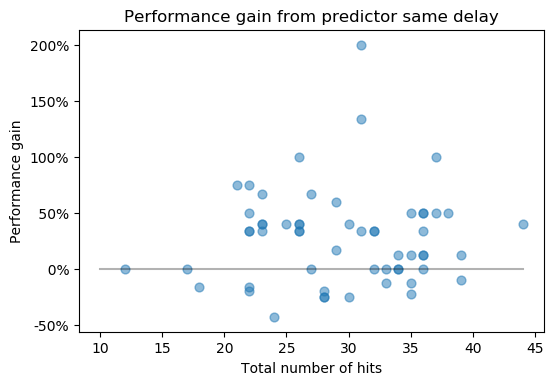 Performance gain from predictor same delay
200%
150%
100%
50%
0%
-50%
Performance gain
10 15 20 25 30 35 40 45
Total number of hits